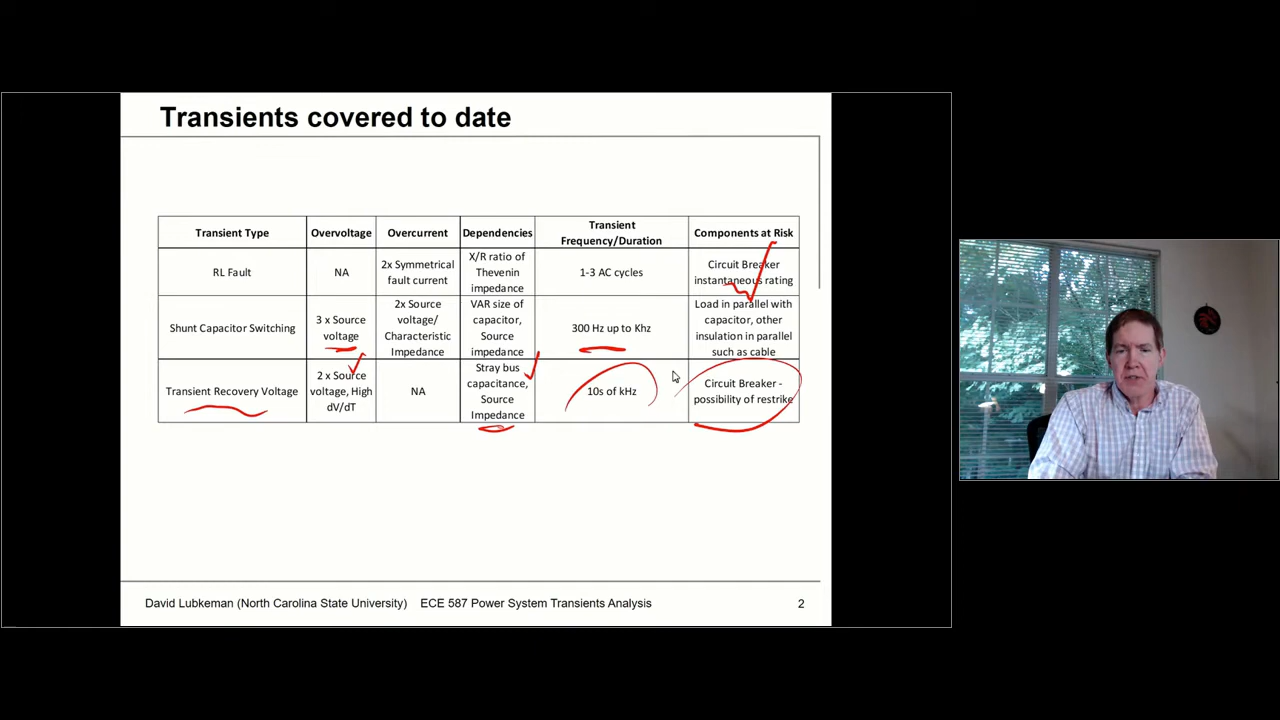 Transients covered to date
Transient Type
Overvoltage
Overcurrent
Dependencies
Transient
Frequency/Duration
Components at Risk
RL Fault
NA
2x Symmetrical
fault current
X/R ratio of
Thevenin
impedance
1-3 AC cycles
Circuit Breaker
instantaneous rating
Shunt Capacitor Switching
3 x Source
voltage
2x Source
voltage/
Characteristic
Impedance
VAR size of
capacitor,
Source
impedance
300 Hz up to Khz
Load in parallel with
capacitor, other
insulation in parallel
such as cable
Transient Recovery Voltage
2 x Source
voltage, High
dV/dT
NA
Stray bus
capacitance,
Source
Impedance
10s of kHz
Circuit Breaker -
possibility of restrike
David Lubkeman (North Carolina State University) ECE 587 Power System Transients Analysis 2